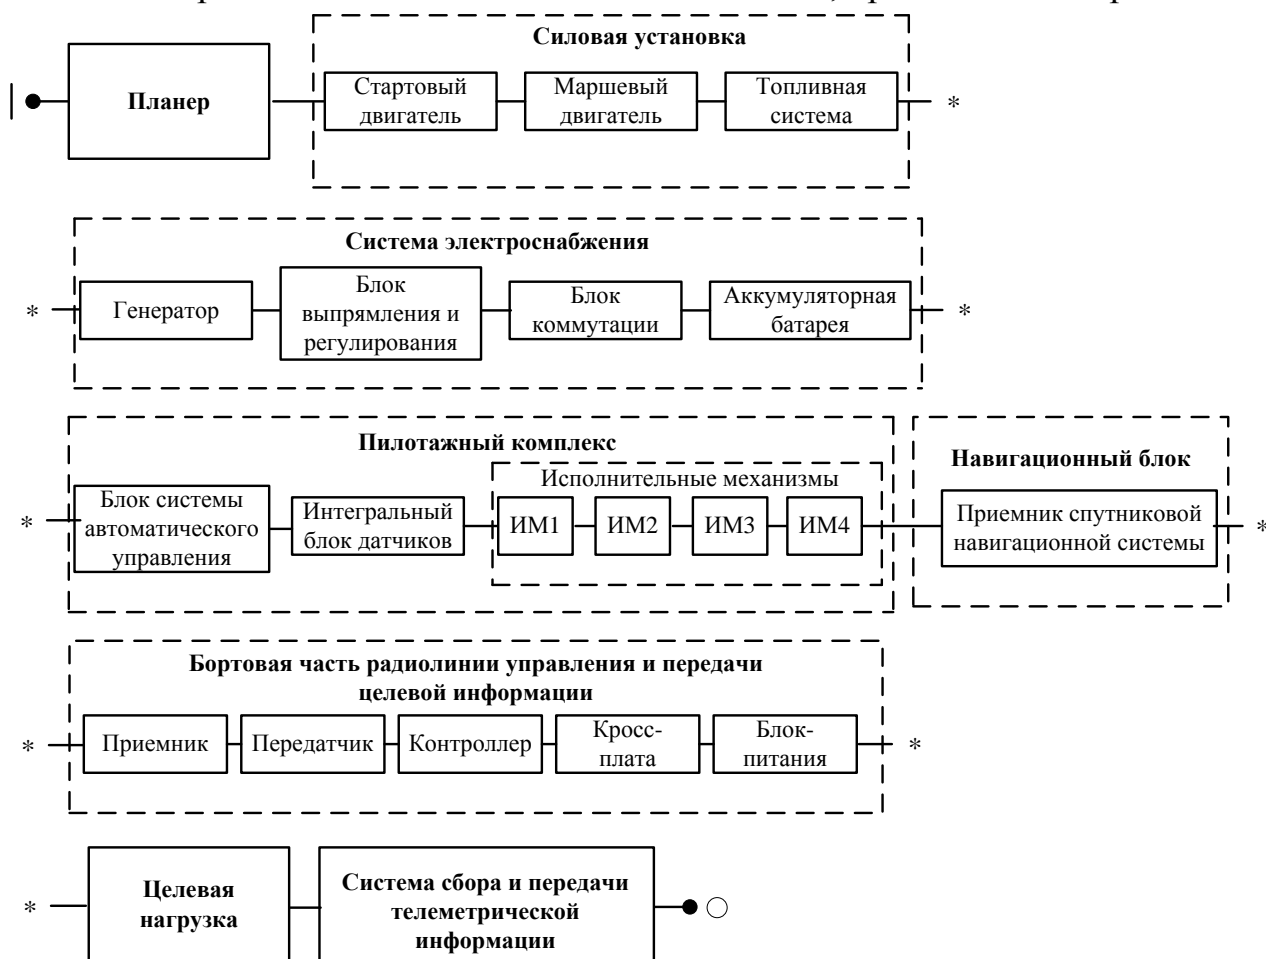 Силовая установка
Планер
Стартовый
двигатель
Маршевый
двигатель
Топливная
система
*
Система электроснабжения
*
Генератор
Блок
выпрямления и
регулирования
Блок
коммутации
Аккумуляторная
батарея
*
Пилотажный комплекс
*
Блок системы
автоматического
управления
Интегральный
блок датчиков
Исполнительные механизмы
ИМ1
ИМ2
ИМ3
ИМ4
Навигационный блок
Приемник спутниковой
навигационной системы
*
Бортовая часть радиолинии управления и передачи
целевой информации
*
Приемник
Передатчик
Контроллер
Кросс-
плата
Блок-
питания
*
*
Целевая
нагрузка
Система сбора и передачи
телеметрической
информации